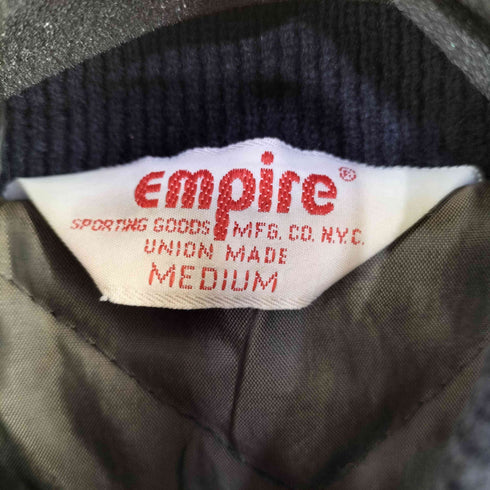 empire®
SPORTING GOODS MFG. CO. N.Y.C.
UNION MADE
MEDIUM